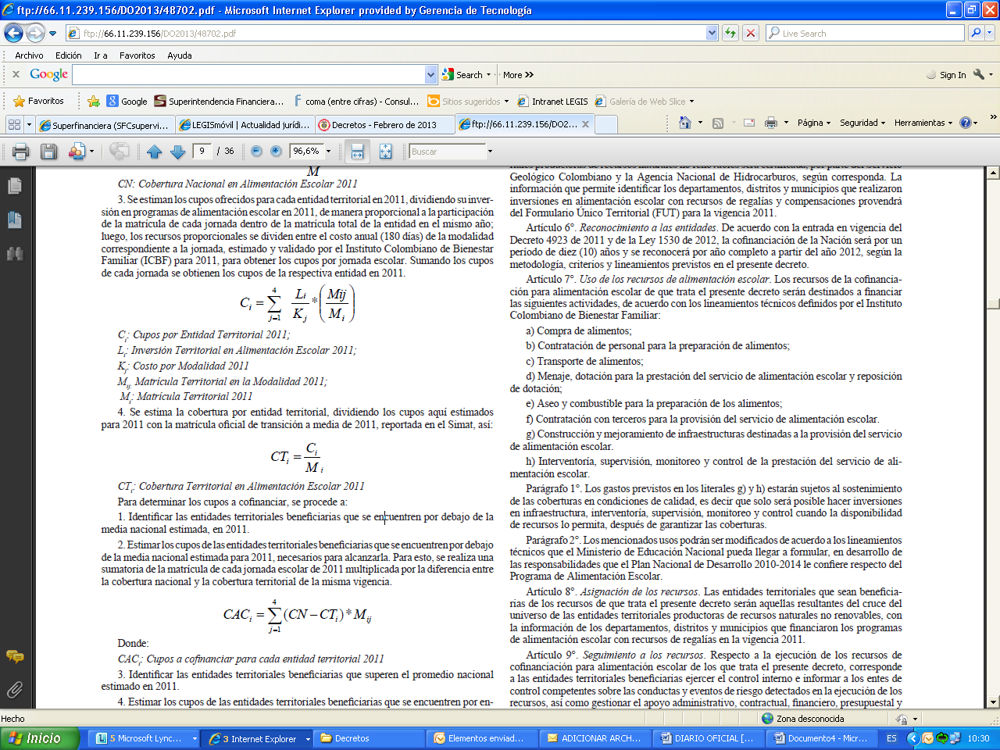 ftp://66.11.239.156/DO2013/48702.pdf - Microsoft Internet Explorer provided by Gerencia de Tecnología
ftp://66.11.239.156/DO2013/48702.pdf
Live Search
Archivo Edición Ir a Favoritos Ayuda
x Google Search More >> Sign In
Favoritos Google Superintendencia Financiera... coma (entre cifras) - Consul... Sitios sugeridos Intranet LEGIS Galería de Web Slice
Superfinanciera (SFCsupervi... LEGISmóvil | Actualidad jurídi... Decretos - Febrero de 2013 ftp://66.11.239.156/DO2... x Página Seguridad Herramientas
9 / 36 96,6% Buscar
M
CN: Cobertura Nacional en Alimentación Escolar 2011
3. Se estiman los cupos ofrecidos para cada entidad territorial en 2011, dividiendo su inver-
sión en programas de alimentación escolar en 2011, de manera proporcional a la participación
de la matrícula de cada jornada dentro de la matrícula total de la entidad en el mismo año;
luego, los recursos proporcionales se dividen entre el costo anual (180 días) de la modalidad
correspondiente a la jornada, estimado y validado por el Instituto Colombiano de Bienestar
Familiar (ICBF) para 2011, para obtener los cupos por jornada escolar. Sumando los cupos
de cada jornada se obtienen los cupos de la respectiva entidad en 2011.
C_i = ∑_{j=1}^{4} L_i / K_j * (Mij / M_i)
C_i: Cupos por Entidad Territorial 2011;
L_i: Inversión Territorial en Alimentación Escolar 2011;
K_j: Costo por Modalidad 2011
M_ij. Matrícula Territorial en la Modalidad 2011;
M_i: Matrícula Territorial 2011
4. Se estima la cobertura por entidad territorial, dividiendo los cupos aquí estimados
para 2011 con la matrícula oficial de transición a media de 2011, reportada en el Simat, así:
CT_i = C_i / M_i
CT_i: Cobertura Territorial en Alimentación Escolar 2011
Para determinar los cupos a cofinanciar, se procede a:
1. Identificar las entidades territoriales beneficiarias que se encuentren por debajo de la
media nacional estimada, en 2011.
2. Estimar los cupos de las entidades territoriales beneficiarias que se encuentren por debajo
de la media nacional estimada para 2011, necesarios para alcanzarla. Para esto, se realiza una
sumatoria de la matrícula de cada jornada escolar de 2011 multiplicada por la diferencia entre
la cobertura nacional y la cobertura territorial de la misma vigencia.
CAC_i = ∑_{j=1}^{4} (CN − CT_i) * M_ij
Donde:
CAC_i: Cupos a cofinanciar para cada entidad territorial 2011
3. Identificar las entidades territoriales beneficiarias que superen el promedio nacional
estimado en 2011.
4. Estimar los cupos de las entidades territoriales beneficiarias que se encuentren por en-
nales productoras de recursos naturales no renovables será certificada, por parte del Servicio
Geológico Colombiano y la Agencia Nacional de Hidrocarburos, según corresponda. La
información que permite identificar los departamentos, distritos y municipios que realizaron
inversiones en alimentación escolar con recursos de regalías y compensaciones provendrá
del Formulario Único Territorial (FUT) para la vigencia 2011.
Artículo 6°. Reconocimiento a las entidades. De acuerdo con la entrada en vigencia del
Decreto 4923 de 2011 y de la Ley 1530 de 2012, la cofinanciación de la Nación será por un
período de diez (10) años y se reconocerá por año completo a partir del año 2012, según la
metodología, criterios y lineamientos previstos en el presente decreto.
Artículo 7°. Uso de los recursos de alimentación escolar. Los recursos de la cofinancia-
ción para alimentación escolar de que trata el presente decreto serán destinados a financiar
las siguientes actividades, de acuerdo con los lineamientos técnicos definidos por el Instituto
Colombiano de Bienestar Familiar:
a) Compra de alimentos;
b) Contratación de personal para la preparación de alimentos;
c) Transporte de alimentos;
d) Menaje, dotación para la prestación del servicio de alimentación escolar y reposición
de dotación;
e) Aseo y combustible para la preparación de los alimentos;
f) Contratación con terceros para la provisión del servicio de alimentación escolar.
g) Construcción y mejoramiento de infraestructuras destinadas a la provisión del servicio
de alimentación escolar.
h) Interventoría, supervisión, monitoreo y control de la prestación del servicio de ali-
mentación escolar.
Parágrafo 1°. Los gastos previstos en los literales g) y h) estarán sujetos al sostenimiento
de las coberturas en condiciones de calidad, es decir que solo será posible hacer inversiones
en infraestructura, interventoría, supervisión, monitoreo y control cuando la disponibilidad
de recursos lo permita, después de garantizar las coberturas.
Parágrafo 2°. Los mencionados usos podrán ser modificados de acuerdo a los lineamientos
técnicos que el Ministerio de Educación Nacional pueda llegar a formular, en desarrollo de
las responsabilidades que el Plan Nacional de Desarrollo 2010-2014 le confiere respecto del
Programa de Alimentación Escolar.
Artículo 8°. Asignación de los recursos. Las entidades territoriales que sean beneficia-
rias de los recursos de que trata el presente decreto serán aquellas resultantes del cruce del
universo de las entidades territoriales productoras de recursos naturales no renovables, con
la información de los departamentos, distritos y municipios que financiaron los programas
de alimentación escolar con recursos de regalías en la vigencia 2011.
Artículo 9°. Seguimiento a los recursos. Respecto a la ejecución de los recursos de
cofinanciación para alimentación escolar de los que trata el presente decreto, corresponde
a las entidades territoriales beneficiarias ejercer el control interno e informar a los entes de
control competentes sobre las conductas y eventos de riesgo detectados en la ejecución de los
recursos, así como gestionar el apoyo administrativo, contractual, financiero, presupuestal y
Hecho Zona desconocida
Inicio 5 Microsoft Lync... 3 Internet Explorer Decretos Elementos enviad... ADICIONAR ARCH... DIARIO OFICIAL [... Documento4 - Micr... ES 10:30